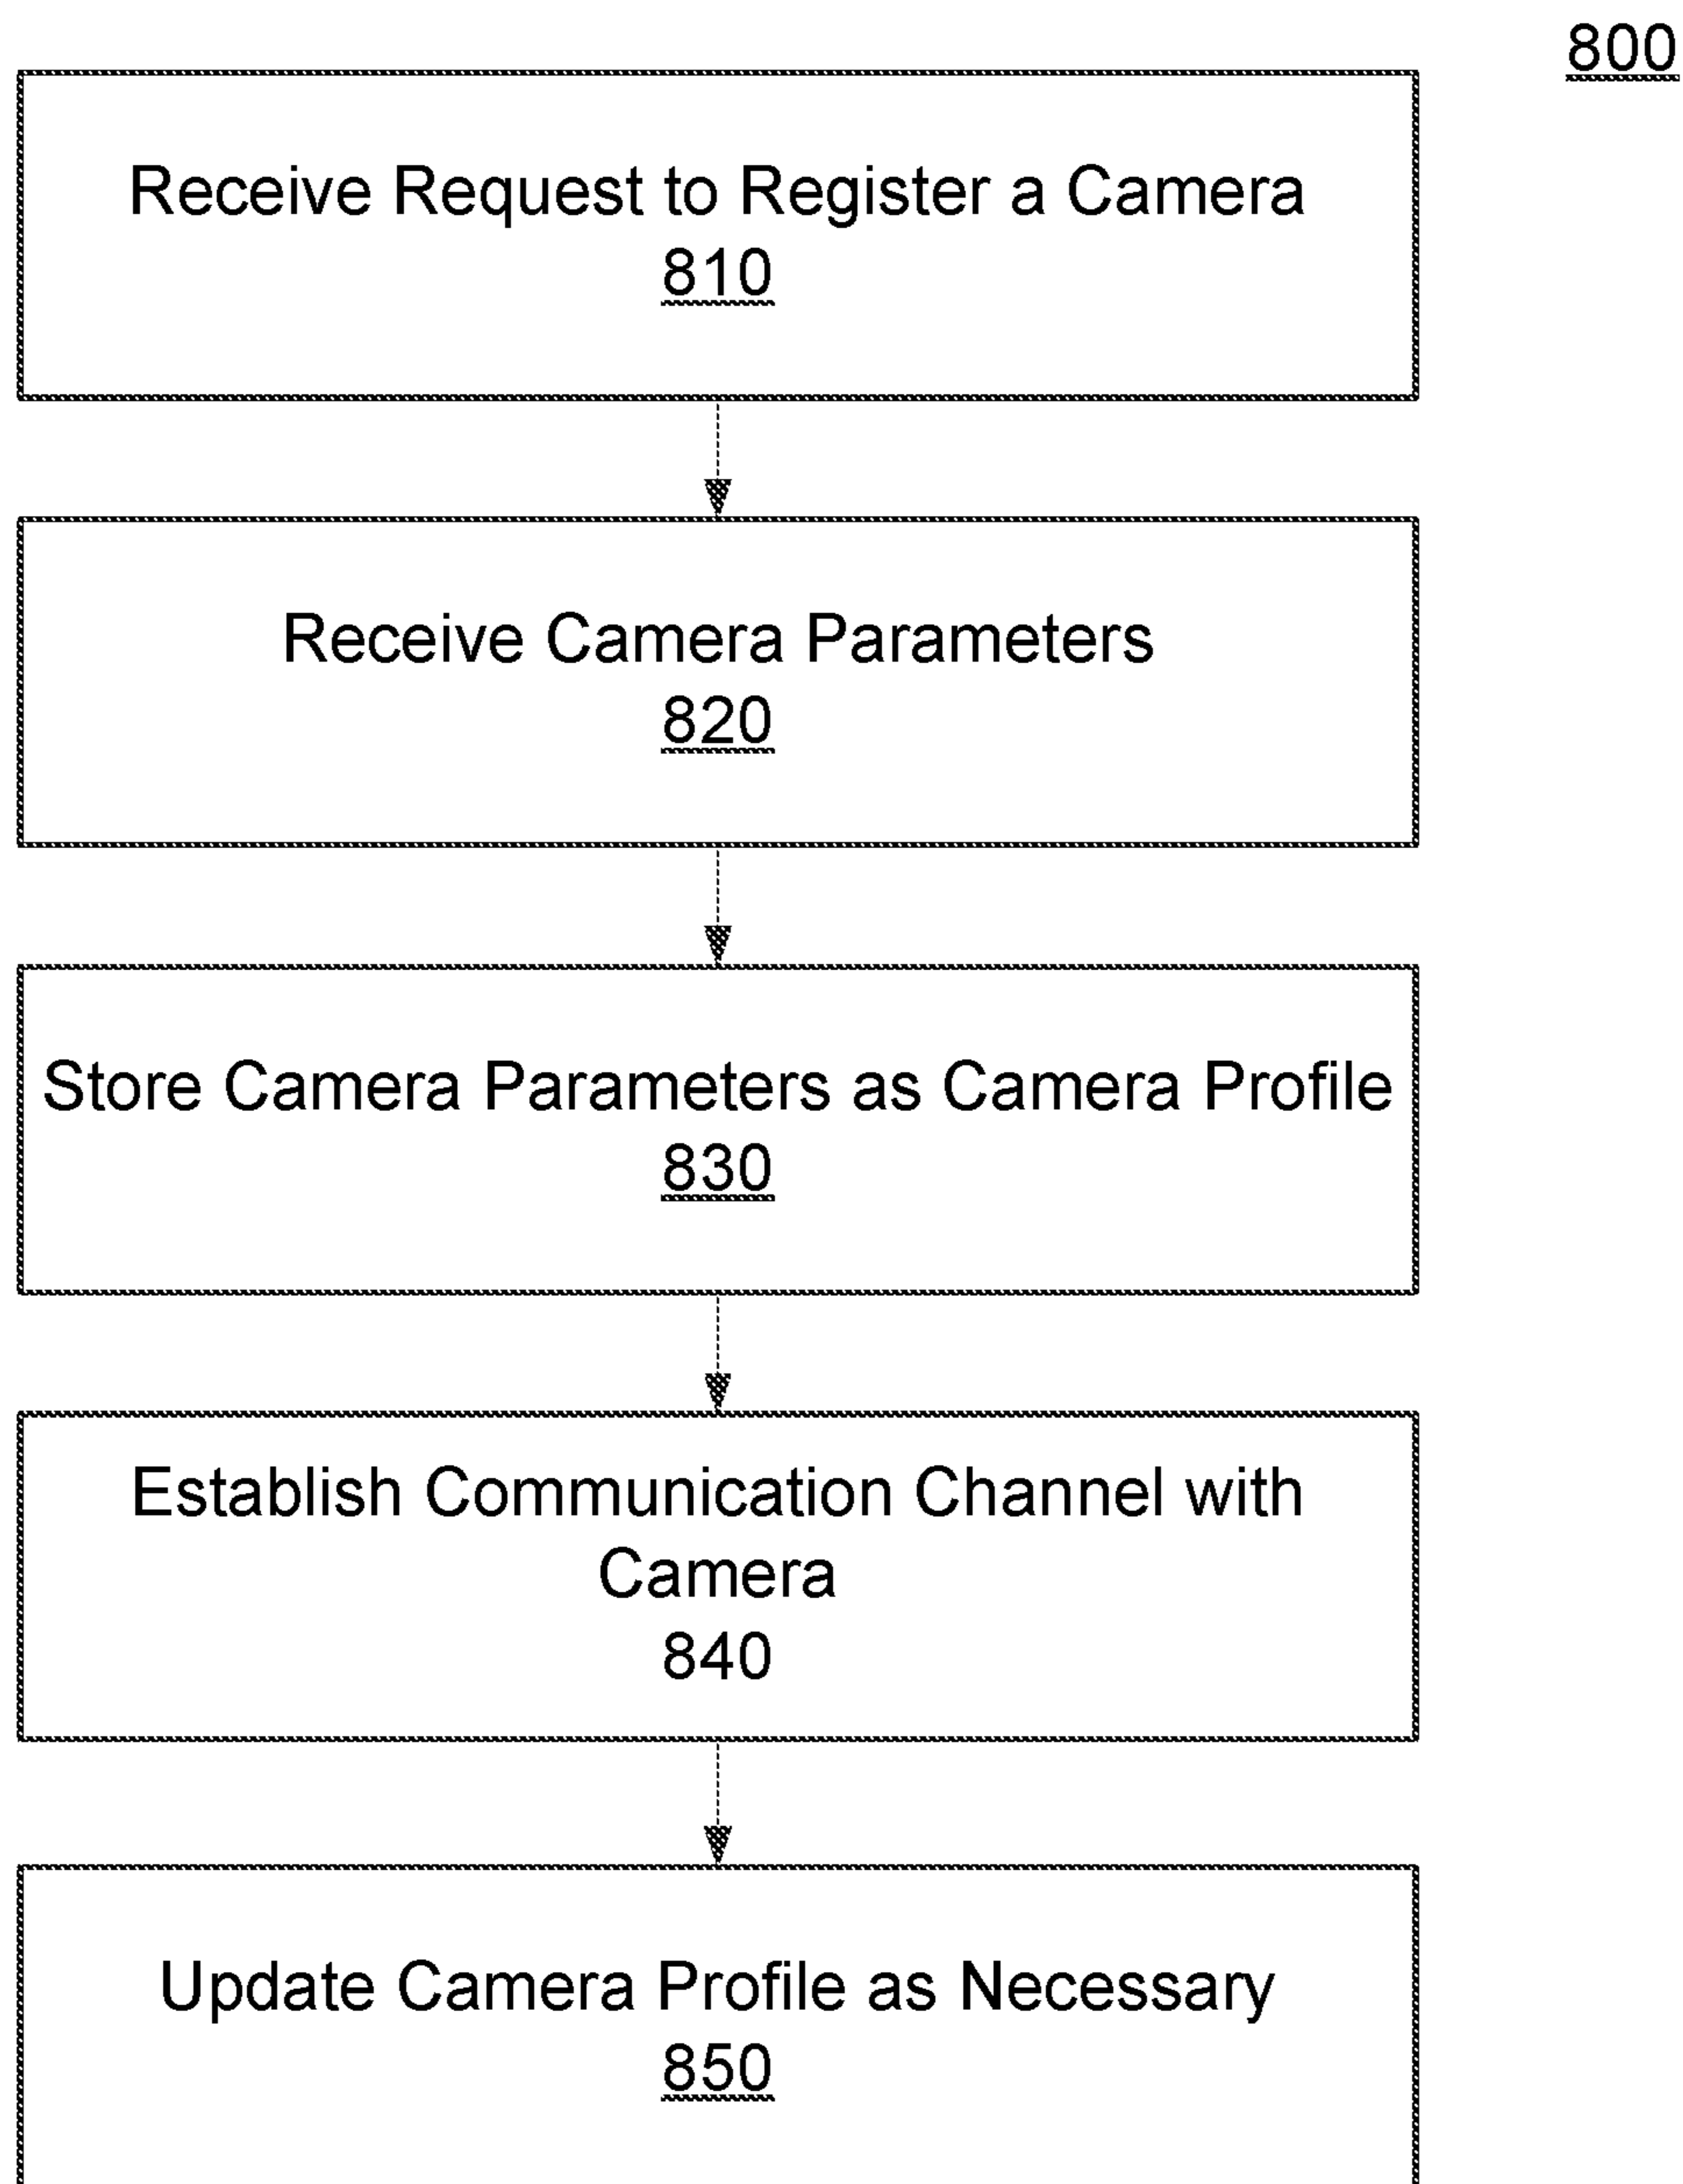 800
Receive Request to Register a Camera
810
Receive Camera Parameters
820
Store Camera Parameters as Camera Profile
830
Establish Communication Channel with
Camera
840
Update Camera Profile as Necessary
850